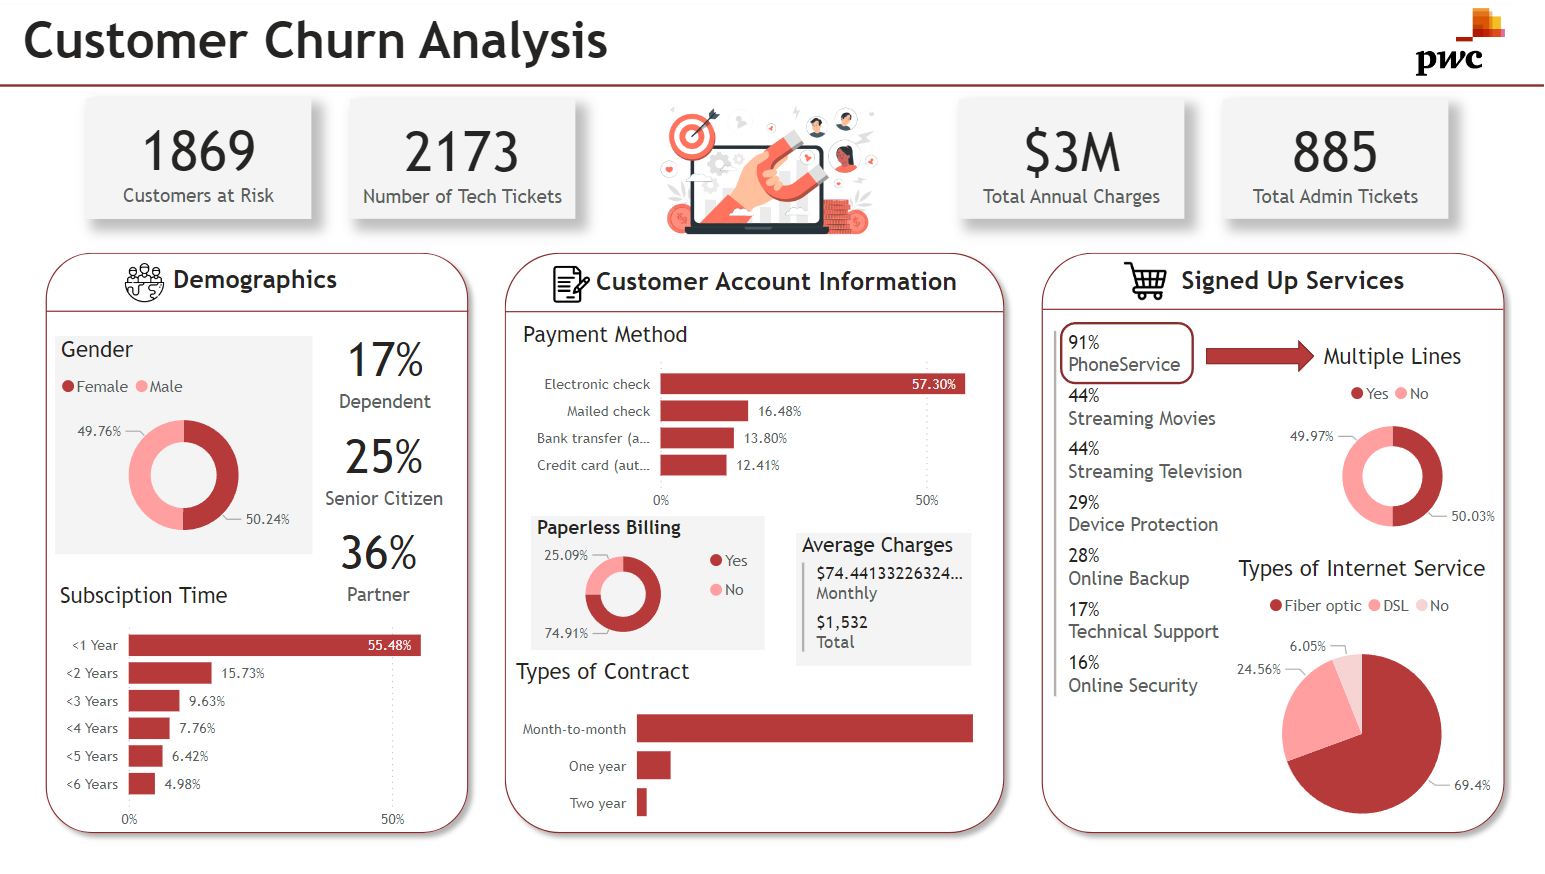 Customer Churn Analysis
pwc
1869
Customers at Risk
2173
Number of Tech Tickets
$3M
Total Annual Charges
885
Total Admin Tickets
Demographics
Gender
Female Male
49.76%
50.24%
17%
Dependent
25%
Senior Citizen
36%
Partner
Subsciption Time
<1 Year 55.48%
<2 Years 15.73%
<3 Years 9.63%
<4 Years 7.76%
<5 Years 6.42%
<6 Years 4.98%
0% 50%
Customer Account Information
Payment Method
Electronic check 57.30%
Mailed check 16.48%
Bank transfer (a... 13.80%
Credit card (aut... 12.41%
0% 50%
Paperless Billing
25.09%
74.91%
Yes
No
Average Charges
$74.44133226324...
Monthly
$1,532
Total
Types of Contract
Month-to-month
One year
Two year
Signed Up Services
91%
PhoneService
44%
Streaming Movies
44%
Streaming Television
29%
Device Protection
28%
Online Backup
17%
Technical Support
16%
Online Security
Multiple Lines
Yes No
49.97%
50.03%
Types of Internet Service
Fiber optic DSL No
6.05%
24.56%
69.4%